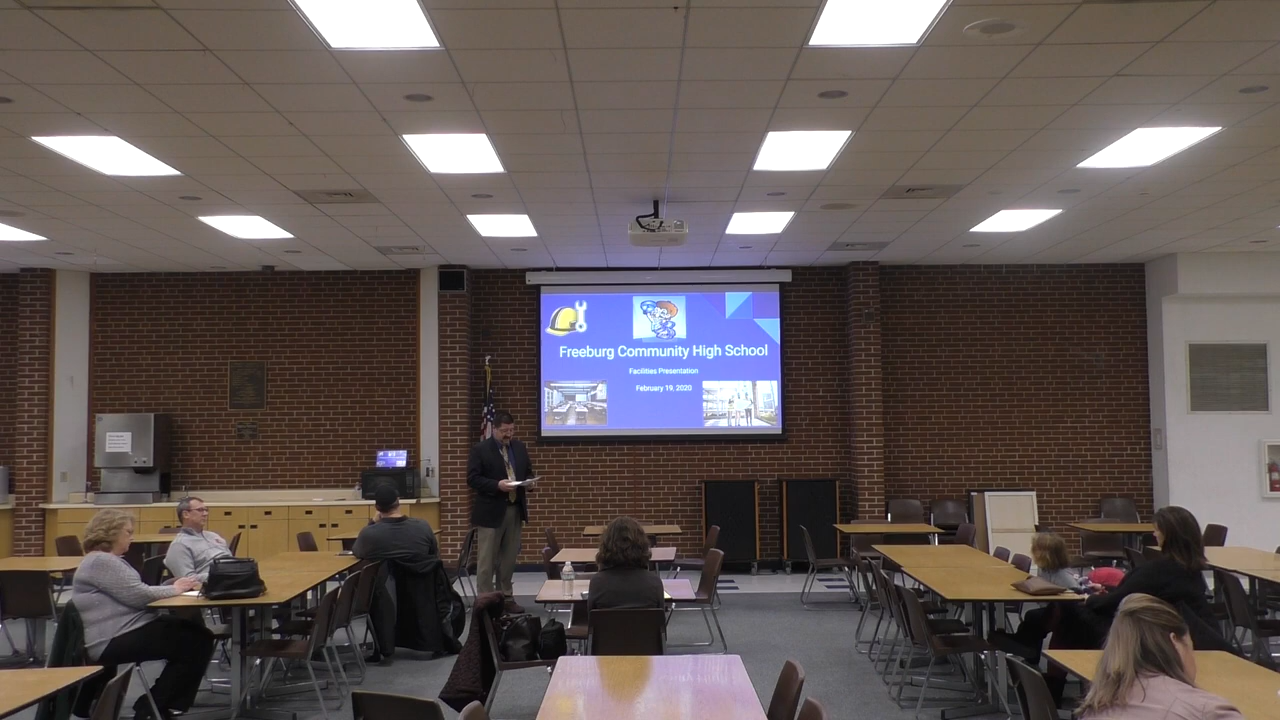 Freeburg Community High School
Facilities Presentation
February 19, 2020